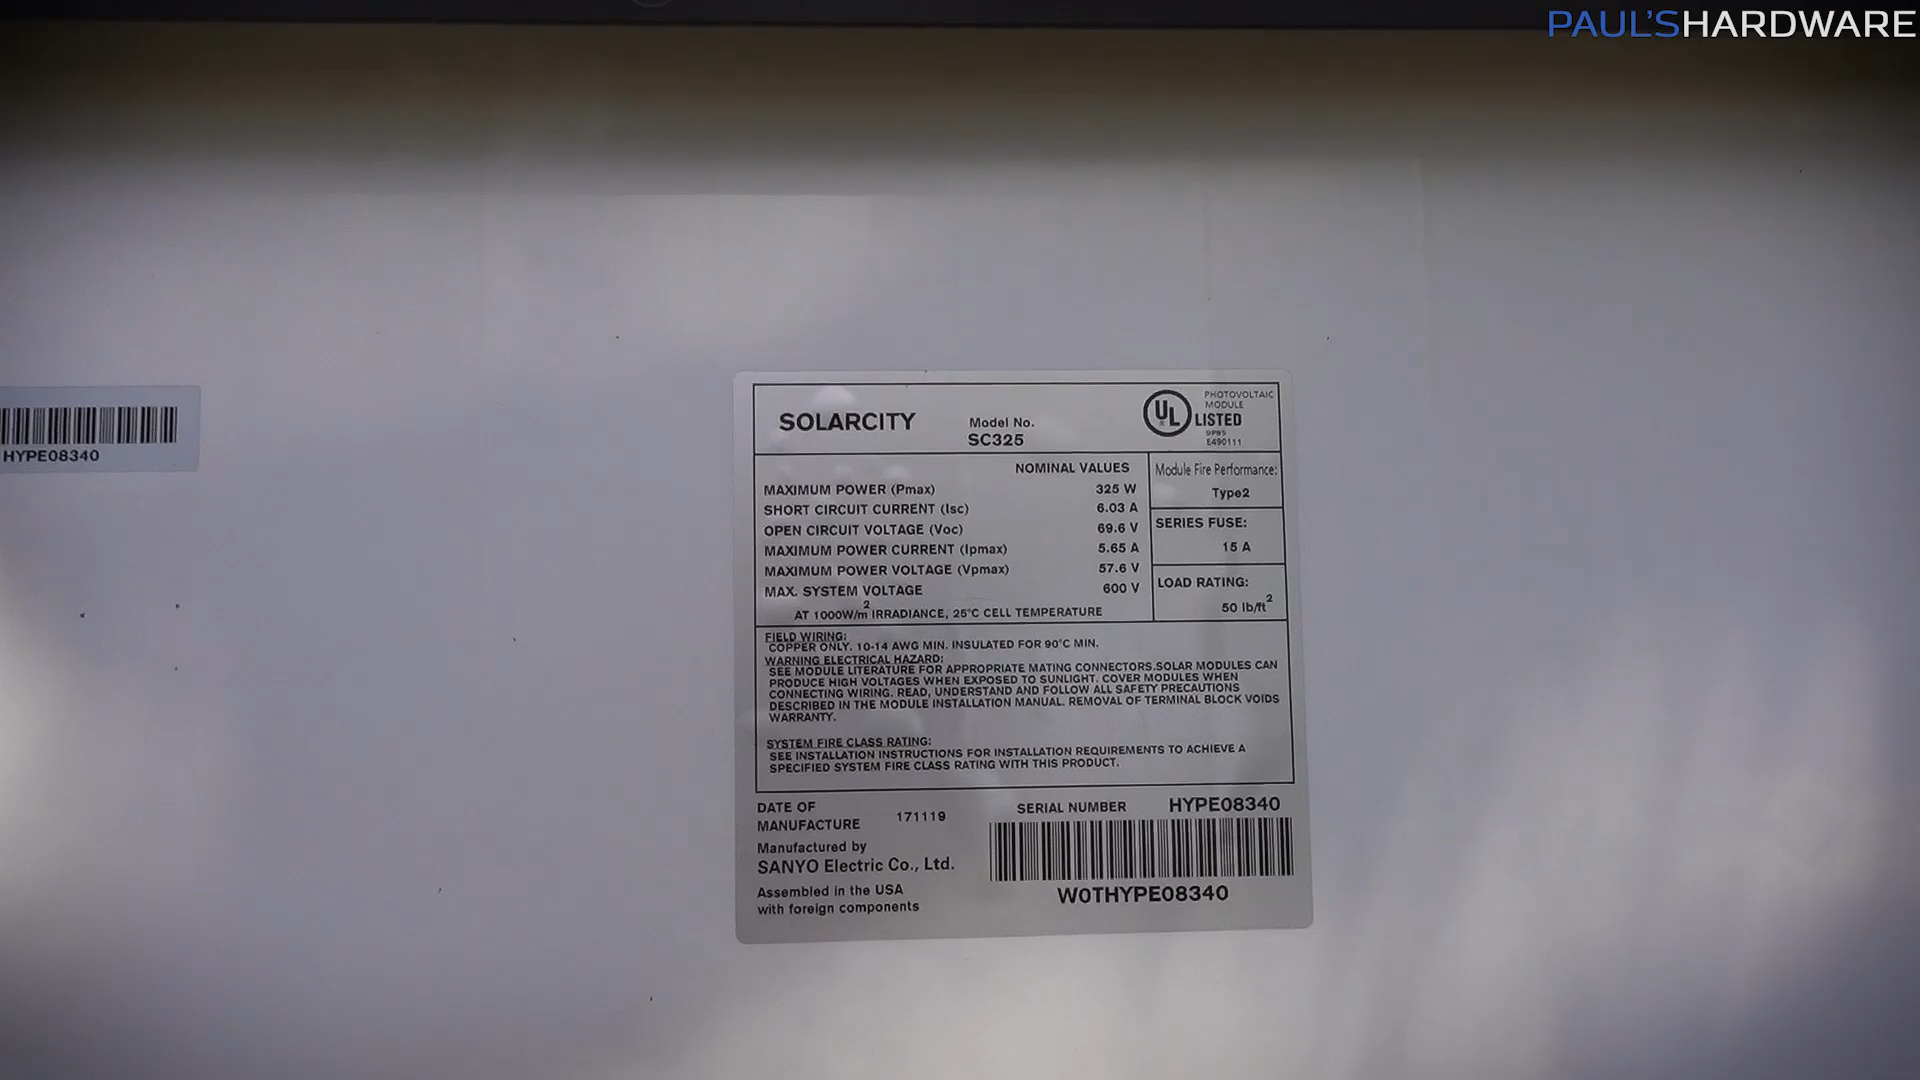 PAUL'SHARDWARE
SOLARCITY
Model No.
SC325
UL
PHOTOVOLTAIC
MODULE
LISTED
9P85
E490111
NOMINAL VALUES
MAXIMUM POWER (Pmax) 325 W
SHORT CIRCUIT CURRENT (Isc) 6.03 A
OPEN CIRCUIT VOLTAGE (Voc) 69.6 V
MAXIMUM POWER CURRENT (Ipmax) 5.65 A
MAXIMUM POWER VOLTAGE (Vpmax) 57.6 V
MAX. SYSTEM VOLTAGE 600 V
AT 1000W/m² IRRADIANCE, 25°C CELL TEMPERATURE
Module Fire Performance:
Type2
SERIES FUSE:
15 A
LOAD RATING:
50 lb/ft²
FIELD WIRING:
COPPER ONLY. 10-14 AWG MIN. INSULATED FOR 90°C MIN.
WARNING ELECTRICAL HAZARD:
SEE MODULE LITERATURE FOR APPROPRIATE MATING CONNECTORS.SOLAR MODULES CAN
PRODUCE HIGH VOLTAGES WHEN EXPOSED TO SUNLIGHT. COVER MODULES WHEN
CONNECTING WIRING. READ, UNDERSTAND AND FOLLOW ALL SAFETY PRECAUTIONS
DESCRIBED IN THE MODULE INSTALLATION MANUAL. REMOVAL OF TERMINAL BLOCK VOIDS
WARRANTY.
SYSTEM FIRE CLASS RATING:
SEE INSTALLATION INSTRUCTIONS FOR INSTALLATION REQUIREMENTS TO ACHIEVE A
SPECIFIED SYSTEM FIRE CLASS RATING WITH THIS PRODUCT.
DATE OF
MANUFACTURE 171119
Manufactured by
SANYO Electric Co., Ltd.
Assembled in the USA
with foreign components
SERIAL NUMBER HYPE08340
W0THYPE08340
HYPE08340